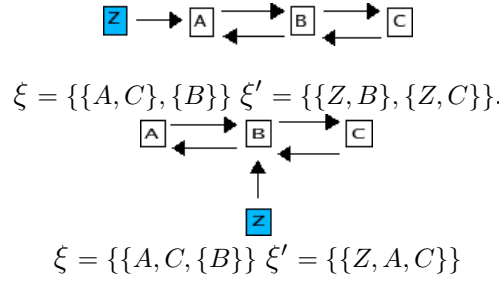 Z A B C
ξ = {{A, C}, {B}} ξ′ = {{Z, B}, {Z, C}}.
A B C
Z
ξ = {{A, C, {B}} ξ′ = {{Z, A, C}}